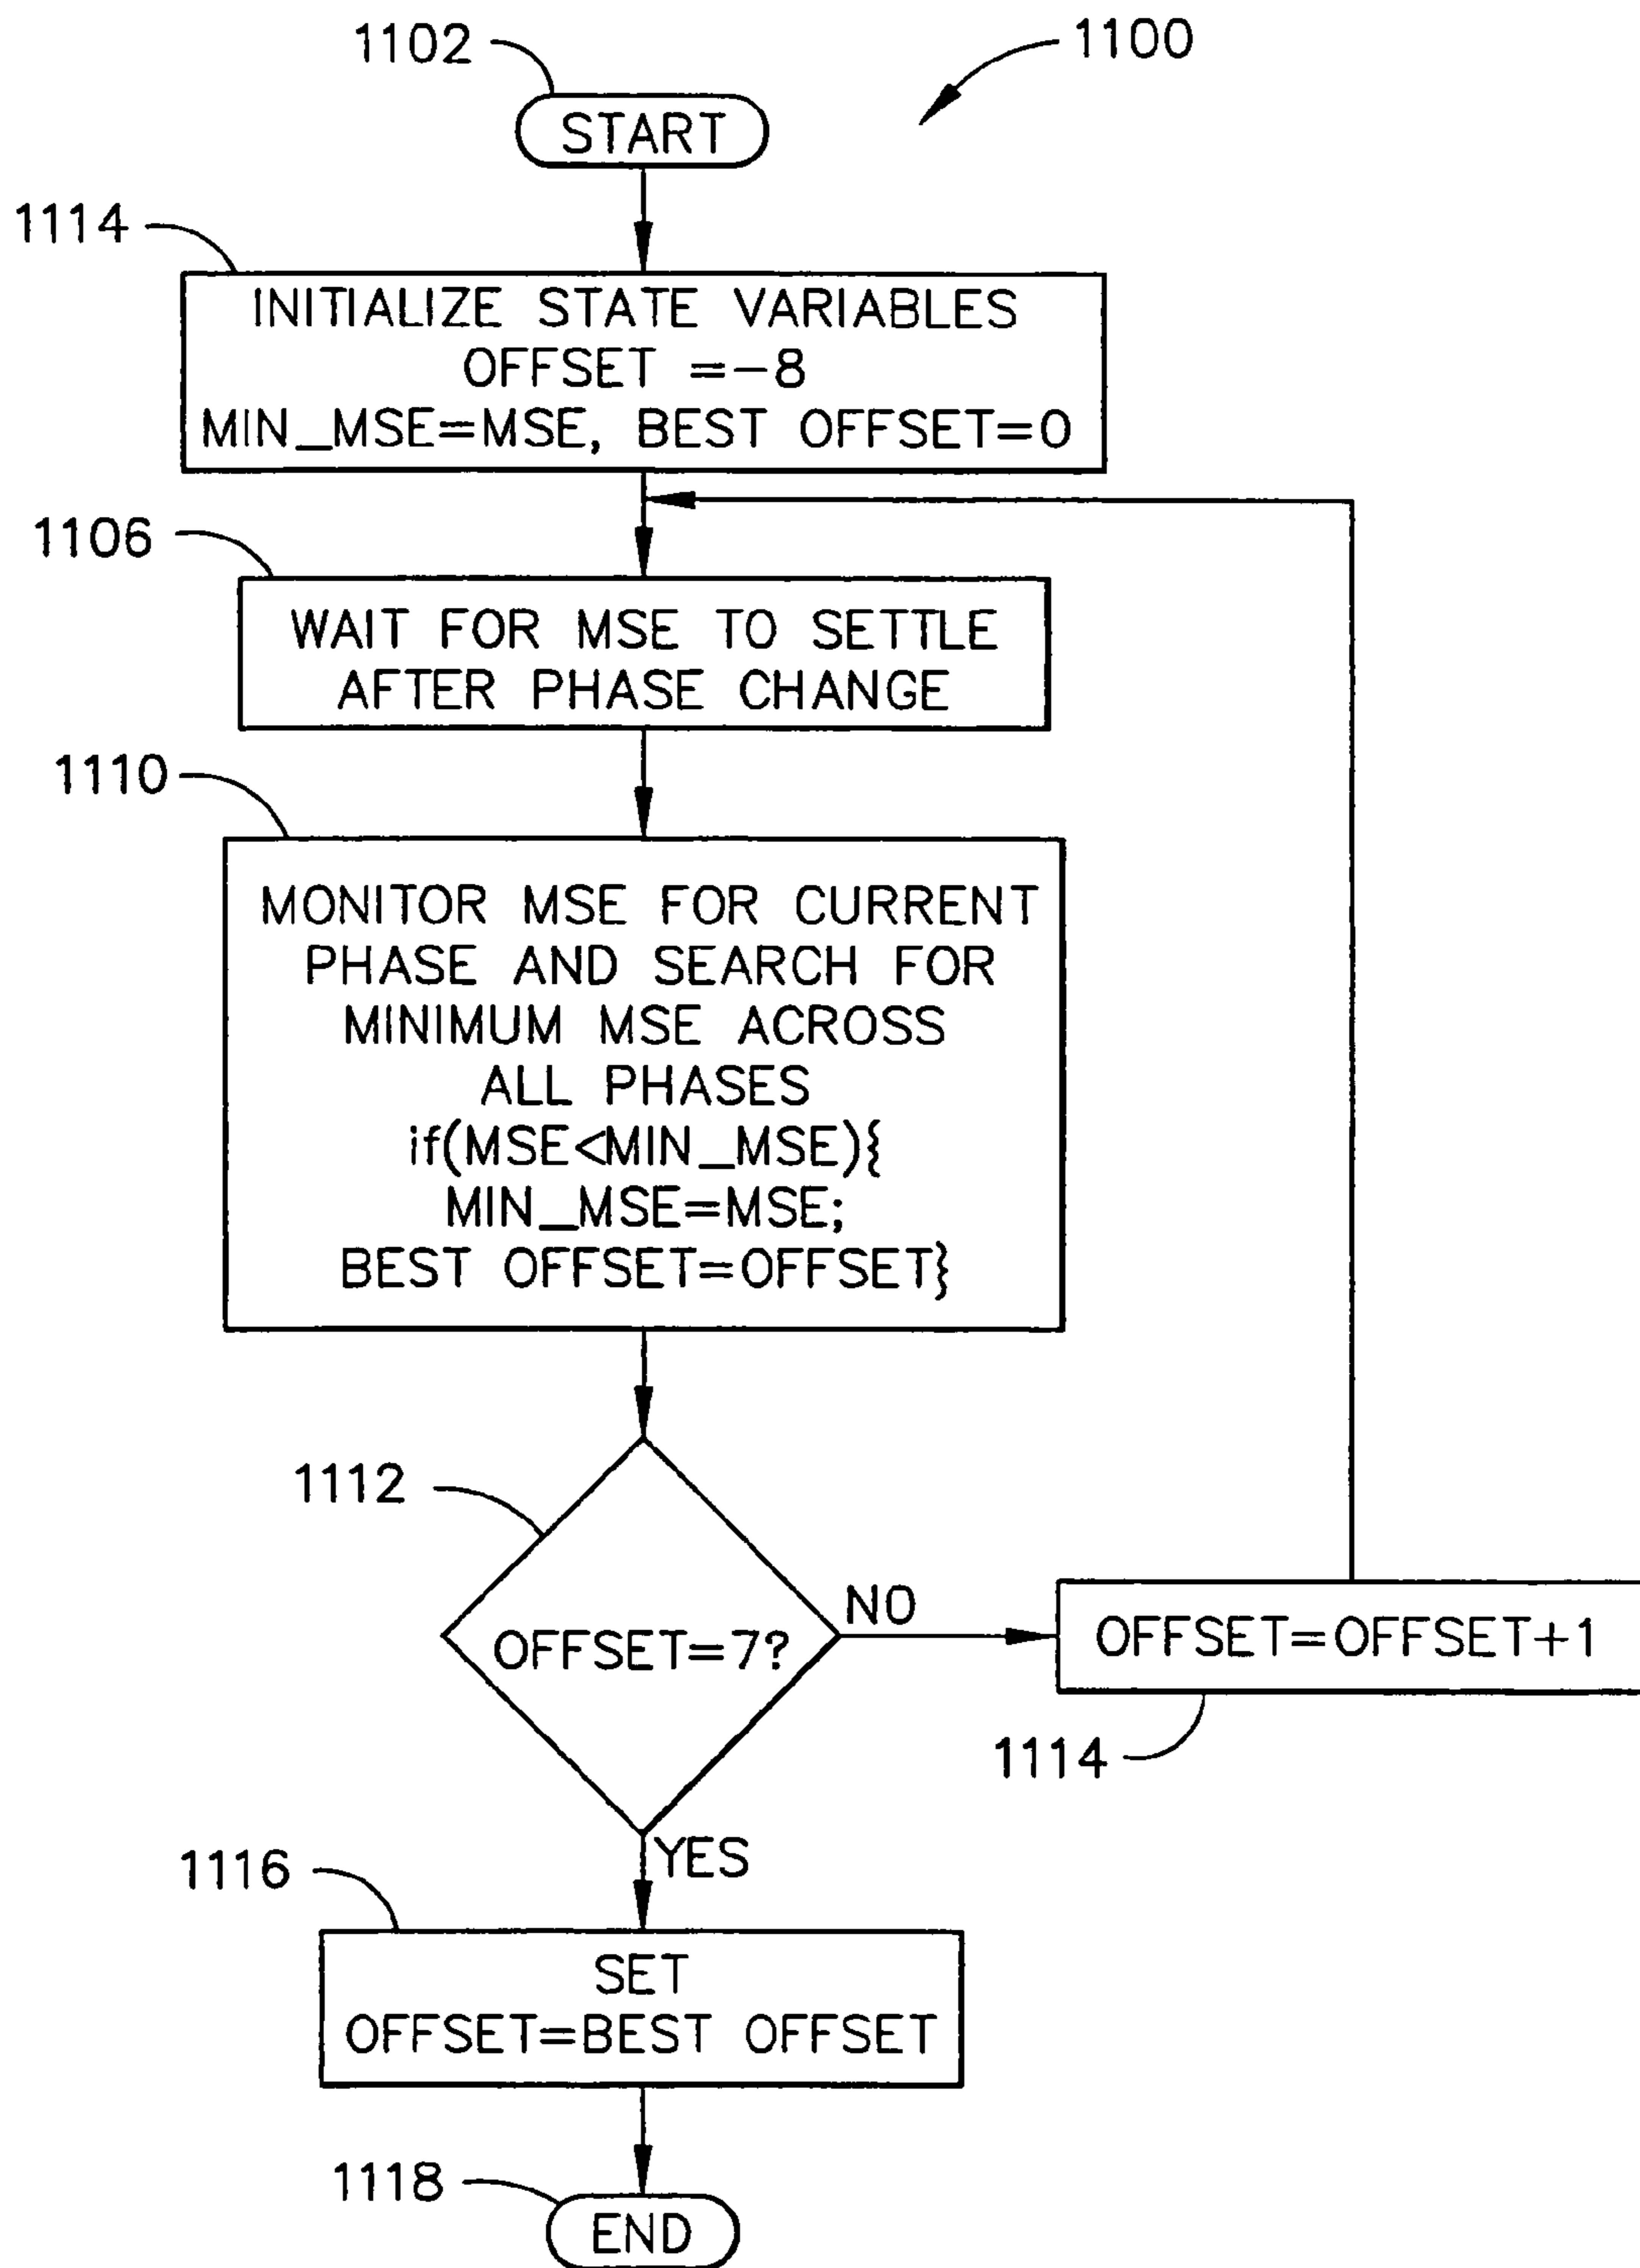 1102
1100
START
1114
INITIALIZE STATE VARIABLES
OFFSET =-8
MIN_MSE=MSE, BEST OFFSET=0
1106
WAIT FOR MSE TO SETTLE
AFTER PHASE CHANGE
1110
MONITOR MSE FOR CURRENT
PHASE AND SEARCH FOR
MINIMUM MSE ACROSS
ALL PHASES
if(MSE<MIN_MSE){
MIN_MSE=MSE;
BEST OFFSET=OFFSET}
1112
OFFSET=7?
NO
OFFSET=OFFSET+1
1114
YES
1116
SET
OFFSET=BEST OFFSET
1118
END